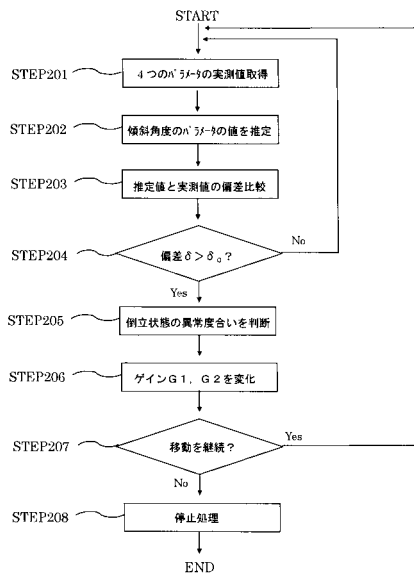 START
STEP201
4つのパラメータの実測値取得
STEP202
傾斜角度のパラメータの値を推定
STEP203
推定値と実測値の偏差比較
STEP204
偏差δ>δ₀?
No
Yes
STEP205
倒立状態の異常度合いを判断
STEP206
ゲインG1,G2を変化
STEP207
移動を継続?
Yes
No
STEP208
停止処理
END